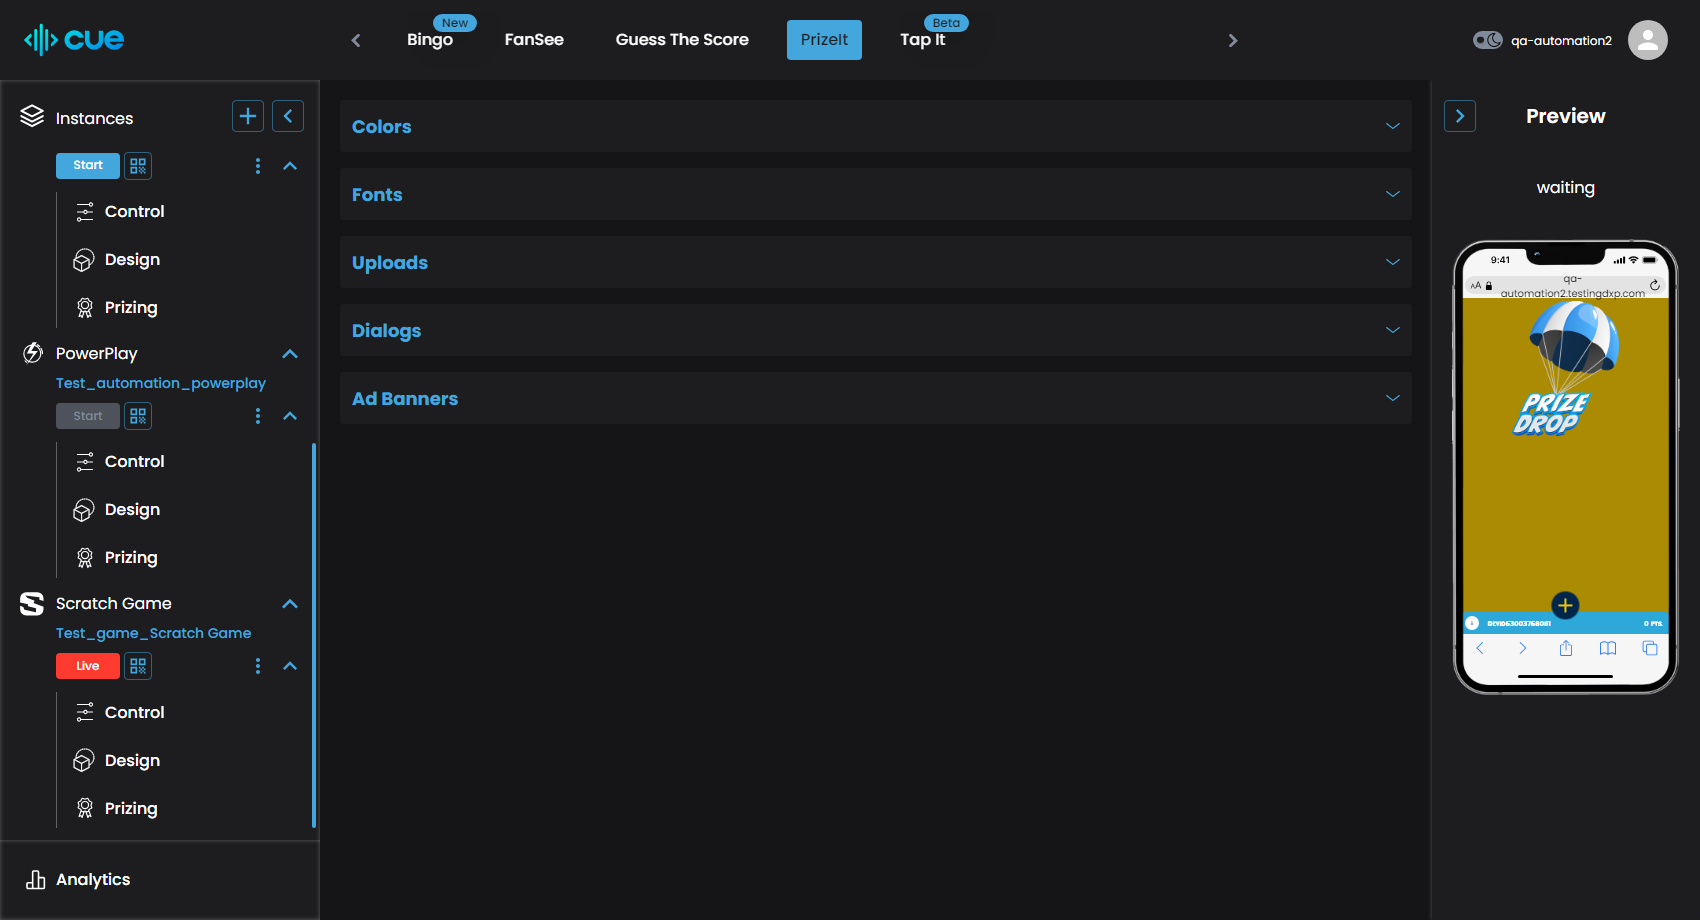 cue
New
Bingo
FanSee
Guess The Score
PrizeIt
Beta
Tap It
qa-automation2
Instances
Start
Control
Design
Prizing
PowerPlay
Test_automation_powerplay
Start
Control
Design
Prizing
Scratch Game
Test_game_Scratch Game
Live
Control
Design
Prizing
Analytics
Colors
Fonts
Uploads
Dialogs
Ad Banners
Preview
waiting
9:41
AA
qa-
automation2.testingdxp.com
PRIZE
DROP
DEVID63003768081
0 PTS.